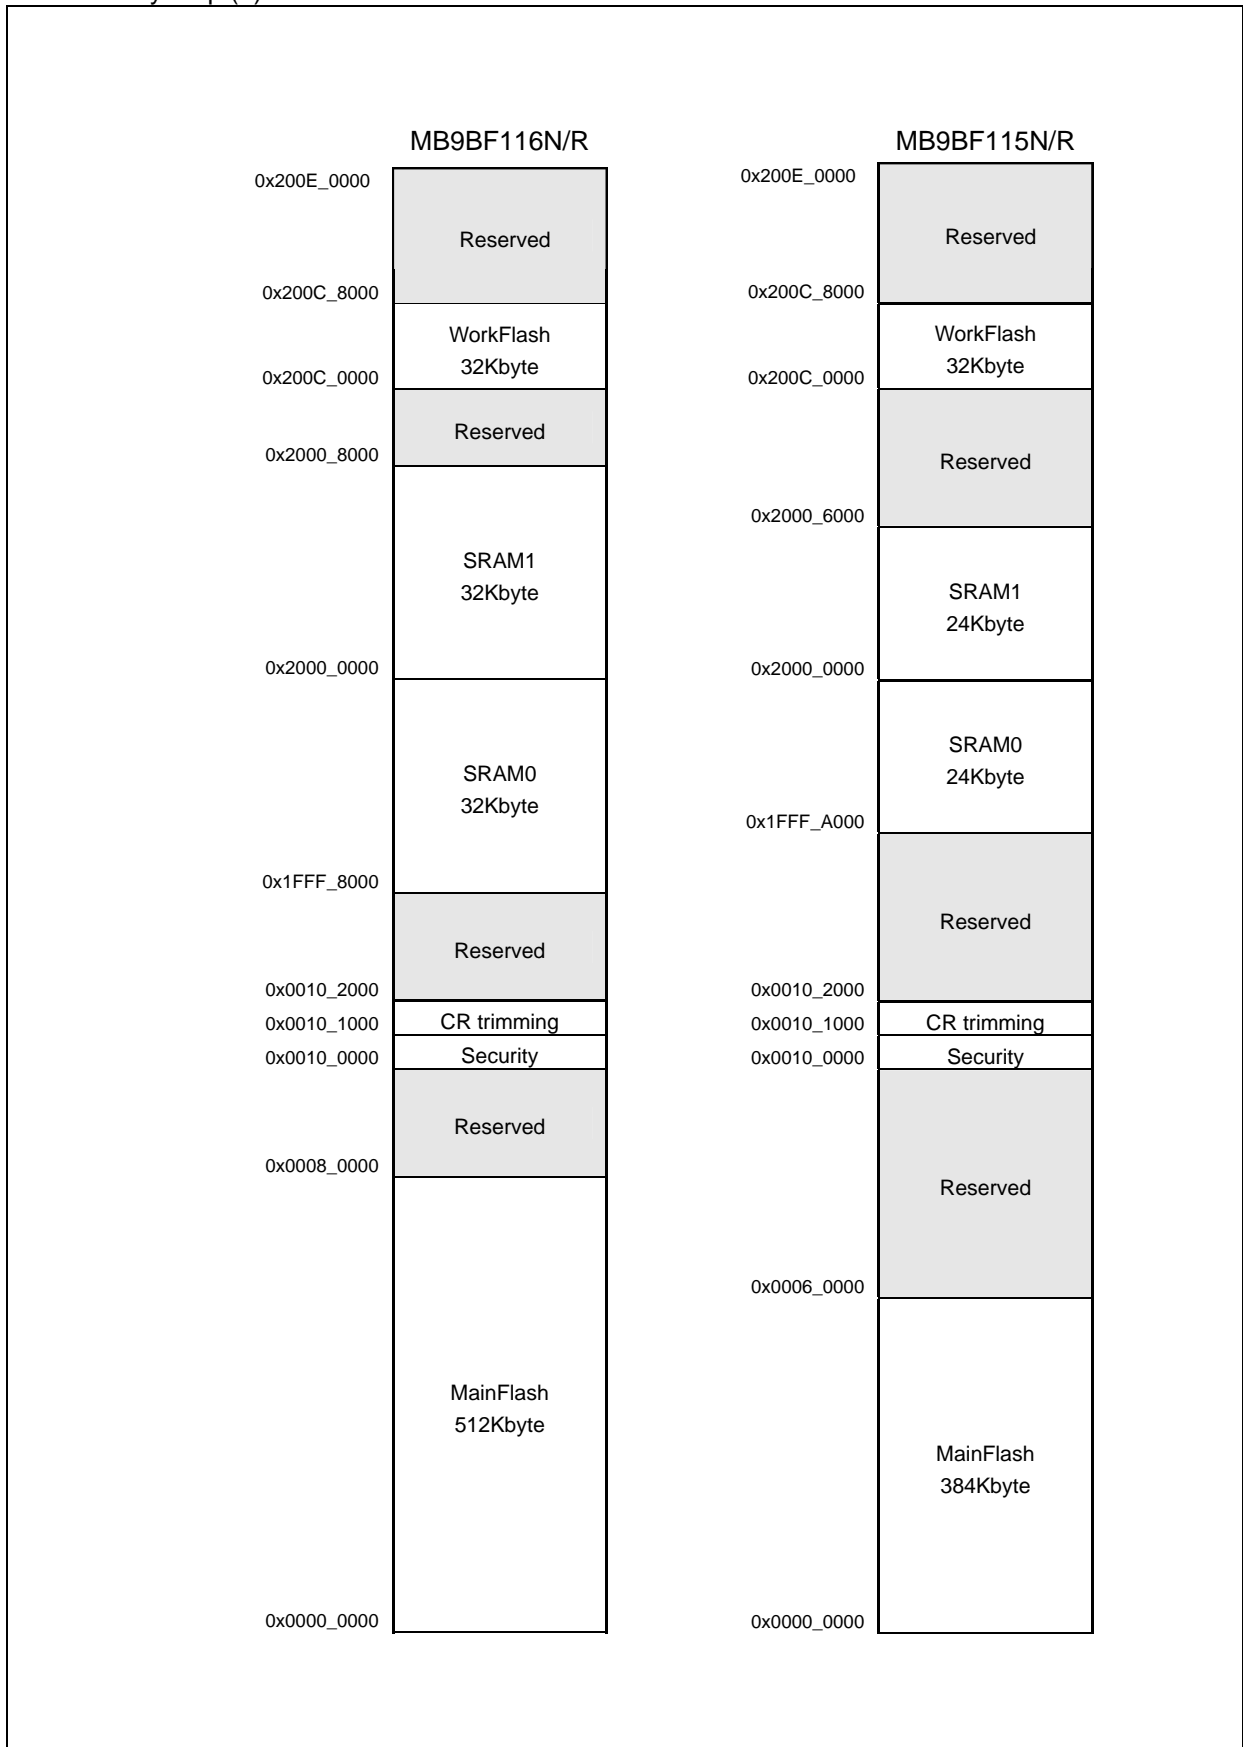 MB9BF116N/R
0x200E_0000
Reserved
0x200C_8000
WorkFlash
32Kbyte
0x200C_0000
Reserved
0x2000_8000
SRAM1
32Kbyte
0x2000_0000
SRAM0
32Kbyte
0x1FFF_8000
Reserved
0x0010_2000
0x0010_1000 CR trimming
0x0010_0000 Security
Reserved
0x0008_0000
MainFlash
512Kbyte
0x0000_0000
MB9BF115N/R
0x200E_0000
Reserved
0x200C_8000
WorkFlash
32Kbyte
0x200C_0000
Reserved
0x2000_6000
SRAM1
24Kbyte
0x2000_0000
SRAM0
24Kbyte
0x1FFF_A000
Reserved
0x0010_2000
0x0010_1000 CR trimming
0x0010_0000 Security
Reserved
0x0006_0000
MainFlash
384Kbyte
0x0000_0000